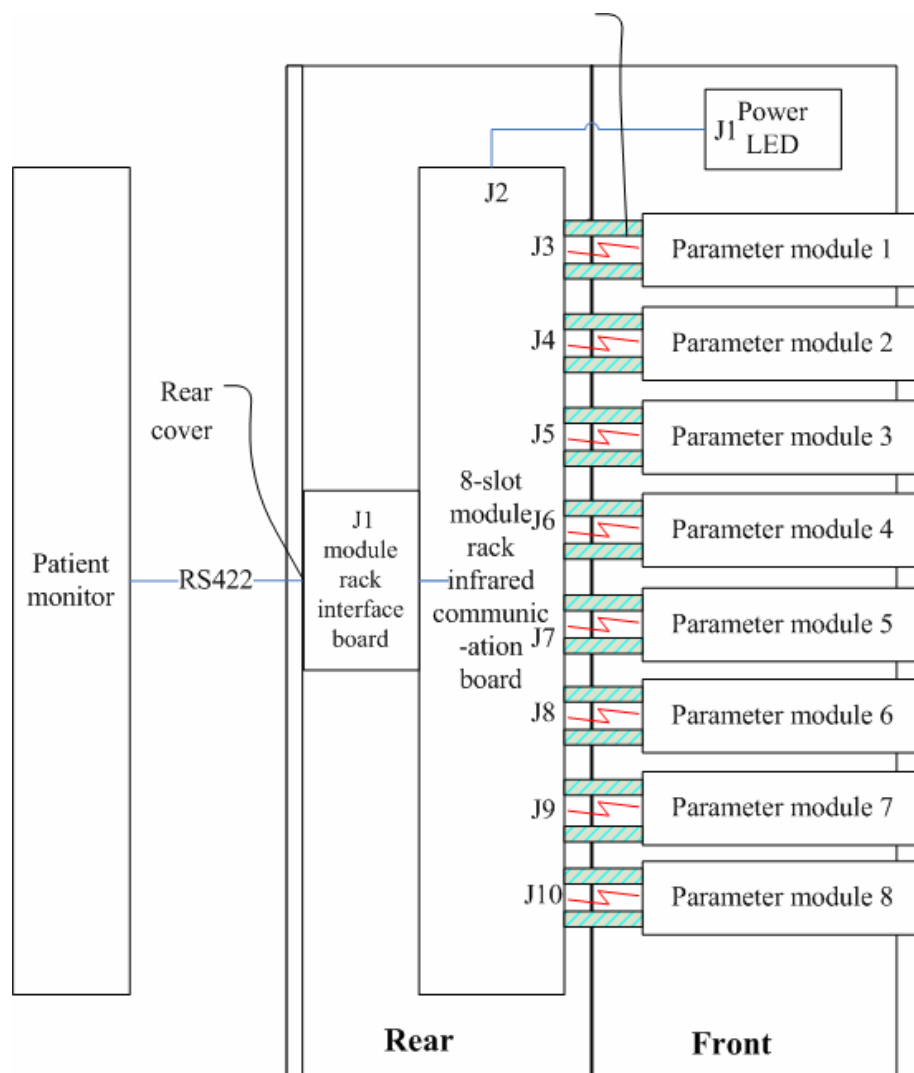 J1
Power
LED
J2
J3
Parameter module 1
J4
Parameter module 2
Rear
cover
J5
Parameter module 3
8-slot
module
rack
infrared
communic
-ation
board
J6
Parameter module 4
J1
module
rack
interface
board
Patient
monitor
RS422
J7
Parameter module 5
J8
Parameter module 6
J9
Parameter module 7
J10
Parameter module 8
Rear
Front